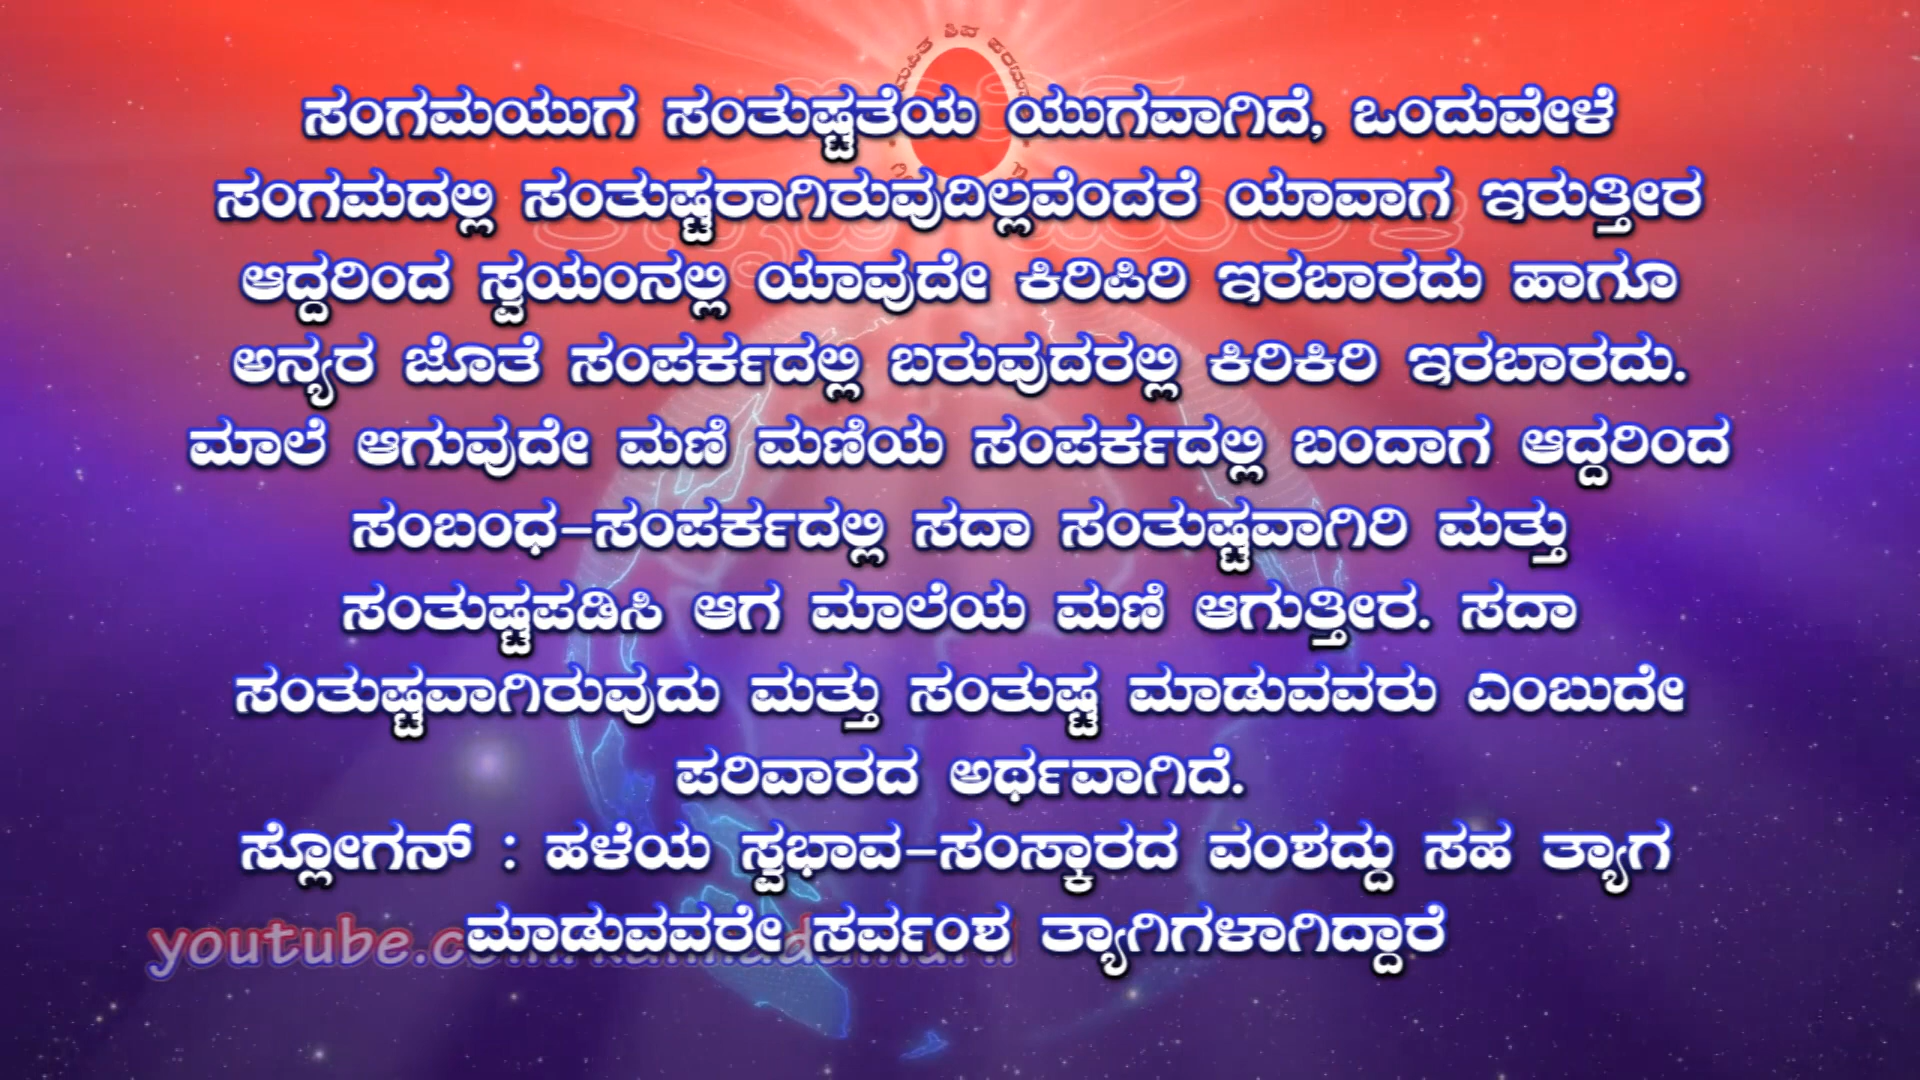 ಸಂಗಮಯುಗ ಸಂತುಷ್ಟತೆಯ ಯುಗವಾಗಿದೆ, ಒಂದುವೇಳೆ
ಸಂಗಮದಲ್ಲಿ ಸಂತುಷ್ಟರಾಗಿರುವುದಿಲ್ಲವೆಂದರೆ ಯಾವಾಗ ಇರುತ್ತೀರ
ಆದ್ದರಿಂದ ಸ್ವಯಂನಲ್ಲಿ ಯಾವುದೇ ಕಿರಿಪಿರಿ ಇರಬಾರದು ಹಾಗೂ
ಅನ್ಯರ ಜೊತೆ ಸಂಪರ್ಕದಲ್ಲಿ ಬರುವುದರಲ್ಲಿ ಕಿರಿಕಿರಿ ಇರಬಾರದು.
ಮಾಲೆ ಆಗುವುದೇ ಮಣಿ ಮಣಿಯ ಸಂಪರ್ಕದಲ್ಲಿ ಬಂದಾಗ ಆದ್ದರಿಂದ
ಸಂಬಂಧ-ಸಂಪರ್ಕದಲ್ಲಿ ಸದಾ ಸಂತುಷ್ಟವಾಗಿರಿ ಮತ್ತು
ಸಂತುಷ್ಟಪಡಿಸಿ ಆಗ ಮಾಲೆಯ ಮಣಿ ಆಗುತ್ತೀರ. ಸದಾ
ಸಂತುಷ್ಟವಾಗಿರುವುದು ಮತ್ತು ಸಂತುಷ್ಟ ಮಾಡುವವರು ಎಂಬುದೇ
ಪರಿವಾರದ ಅರ್ಥವಾಗಿದೆ.
ಸ್ಲೋಗನ್ : ಹಳೆಯ ಸ್ವಭಾವ-ಸಂಸ್ಕಾರದ ವಂಶದ್ದು ಸಹ ತ್ಯಾಗ
ಮಾಡುವವರೇ ಸರ್ವಂಶ ತ್ಯಾಗಿಗಳಾಗಿದ್ದಾರೆ